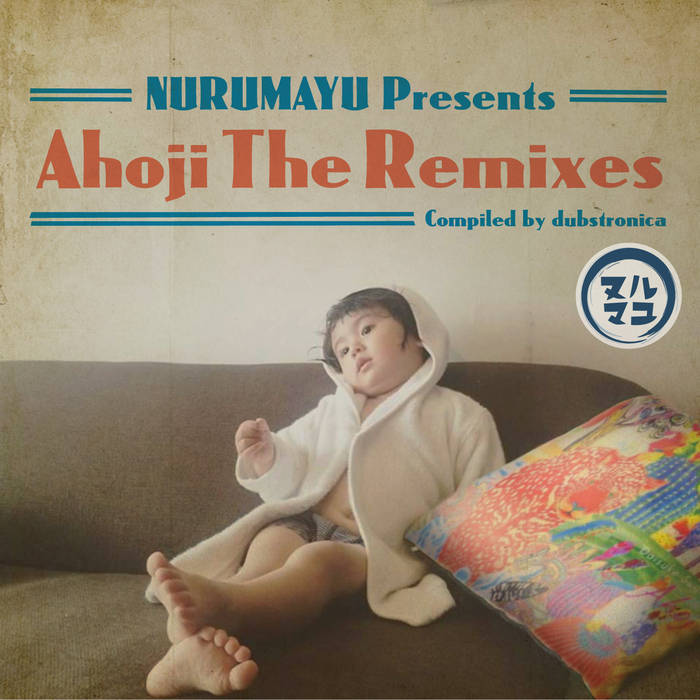 NURUMAYU Presents
Ahoji The Remixes
Compiled by dubstronica
ヌル
マユ